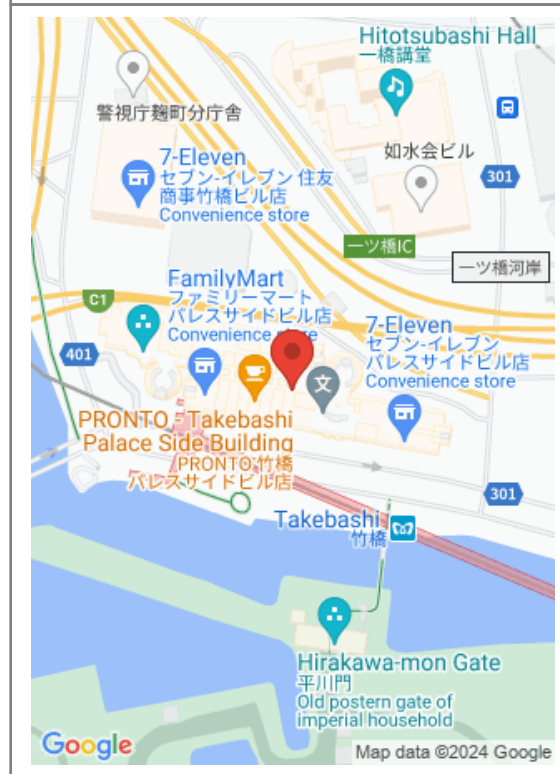 Hitotsubashi Hall
一橋講堂
警視庁麹町分庁舎
7-Eleven
セブン-イレブン 住友
商事竹橋ビル店
Convenience store
如水会ビル
301
一ツ橋IC
一ツ橋河岸
FamilyMart
ファミリーマート
パレスサイドビル店
Convenience store
C1
7-Eleven
セブン-イレブン
パレスサイドビル店
Convenience store
401
文
PRONTO - Takebashi
Palace Side Building
PRONTO 竹橋
パレスサイドビル店
301
Takebashi
竹橋
Hirakawa-mon Gate
平川門
Old postern gate of
imperial household
Google
Map data ©2024 Google